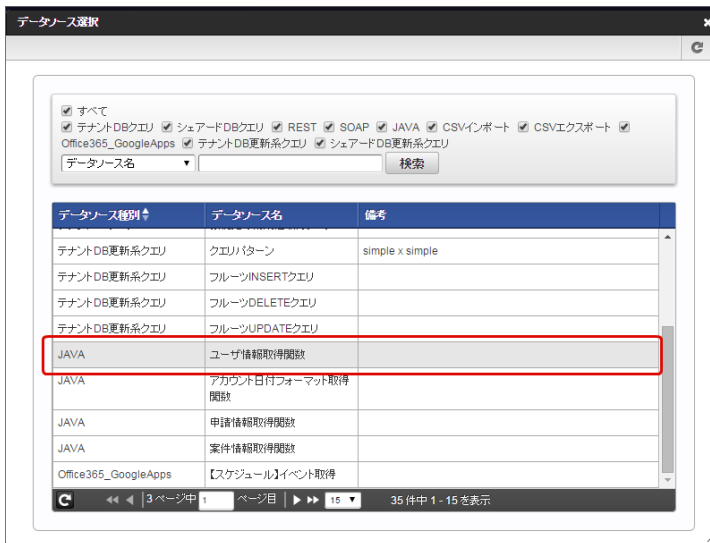 データソース選択
すべて
テナントDBクエリ シェアードDBクエリ REST SOAP JAVA CSVインポート CSVエクスポート
Office365_GoogleApps テナントDB更新系クエリ シェアードDB更新系クエリ
データソース名 検索
データソース種別 データソース名 備考
テナントDB更新系クエリ クエリパターン simple x simple
テナントDB更新系クエリ フルーツINSERTクエリ
テナントDB更新系クエリ フルーツDELETEクエリ
テナントDB更新系クエリ フルーツUPDATEクエリ
JAVA ユーザ情報取得関数
JAVA アカウント日付フォーマット取得
関数
JAVA 申請情報取得関数
JAVA 案件情報取得関数
Office365_GoogleApps 【スケジュール】イベント取得
3 ページ中 1 ページ目 15 35 件中 1 - 15 を表示